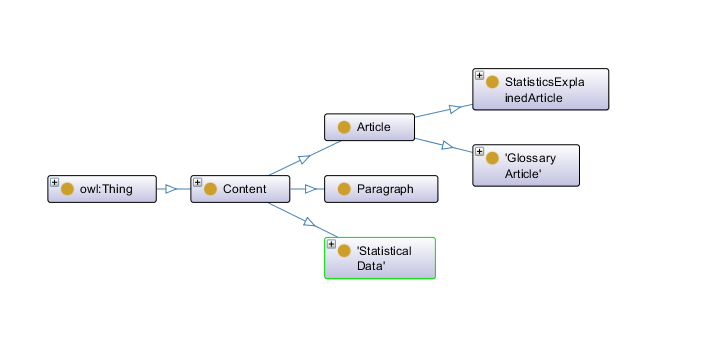 StatisticsExpla
inedArticle
Article
'Glossary
Article'
owl:Thing
Content
Paragraph
'Statistical
Data'